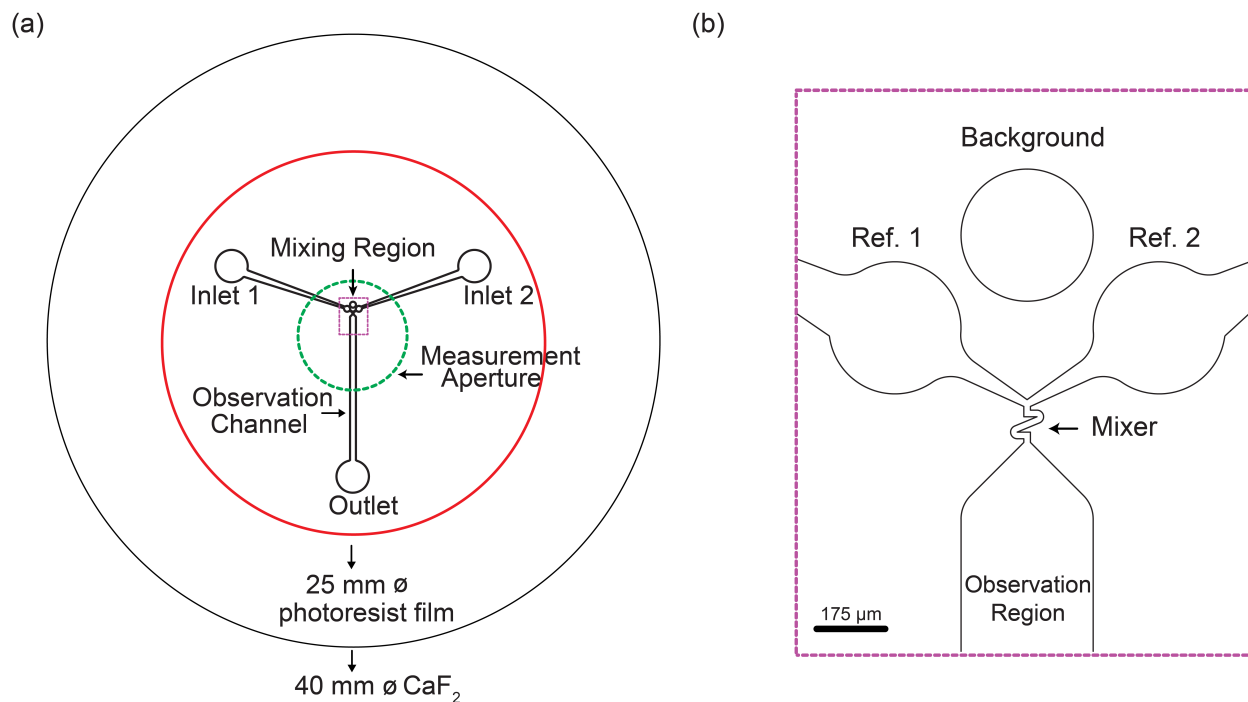 (a)
Mixing Region
Inlet 1
Inlet 2
Measurement
Aperture
Observation
Channel
Outlet
25 mm ø
photoresist film
40 mm ø CaF₂
(b)
Background
Ref. 1
Ref. 2
Mixer
Observation
Region
175 µm